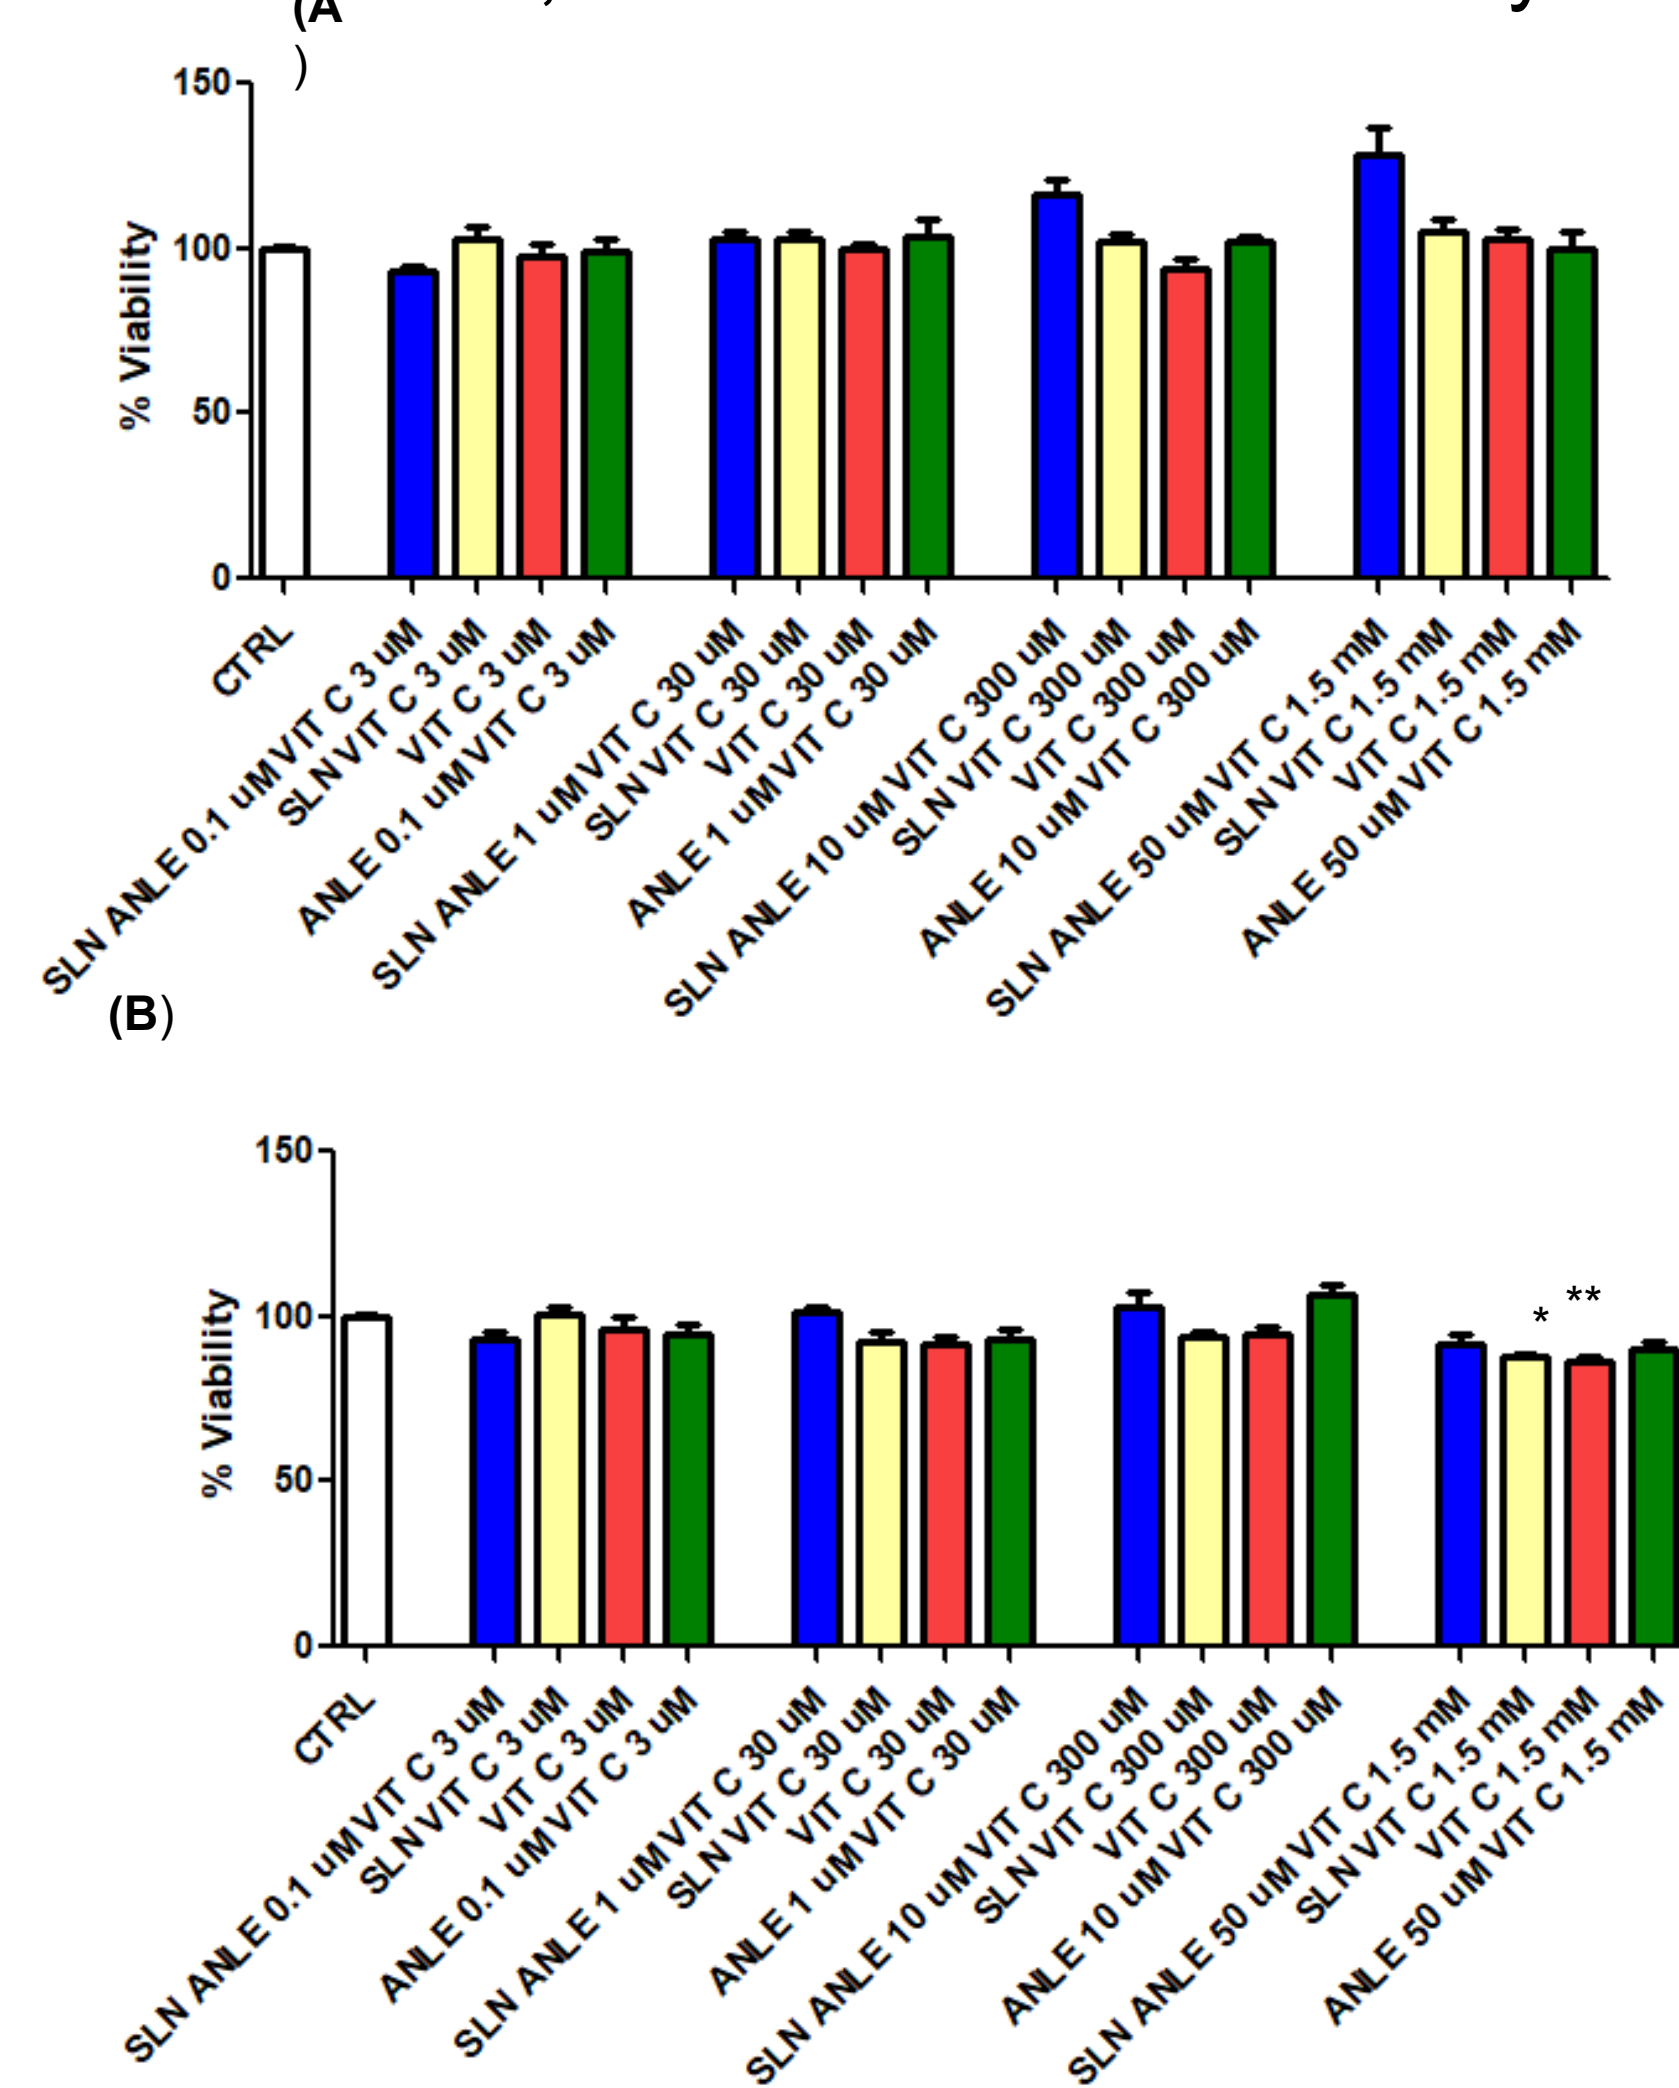 (A
)
150
100
50
0
% Viability
CTRL
SLN ANLE 0.1 uM VIT C 3 uM
SLN VIT C 3 uM
VIT C 3 uM
ANLE 0.1 uM VIT C 3 uM
SLN ANLE 1 uM VIT C 30 uM
SLN VIT C 30 uM
VIT C 30 uM
ANLE 1 uM VIT C 30 uM
SLN ANLE 10 uM VIT C 300 uM
SLN VIT C 300 uM
VIT C 300 uM
ANLE 10 uM VIT C 300 uM
SLN ANLE 50 uM VIT C 1.5 mM
SLN VIT C 1.5 mM
VIT C 1.5 mM
ANLE 50 uM VIT C 1.5 mM
(B)
150
100
50
0
% Viability
*
**
CTRL
SLN ANLE 0.1 uM VIT C 3 uM
SLN VIT C 3 uM
VIT C 3 uM
ANLE 0.1 uM VIT C 3 uM
SLN ANLE 1 uM VIT C 30 uM
SLN VIT C 30 uM
VIT C 30 uM
ANLE 1 uM VIT C 30 uM
SLN ANLE 10 uM VIT C 300 uM
SLN VIT C 300 uM
VIT C 300 uM
ANLE 10 uM VIT C 300 uM
SLN ANLE 50 uM VIT C 1.5 mM
SLN VIT C 1.5 mM
VIT C 1.5 mM
ANLE 50 uM VIT C 1.5 mM